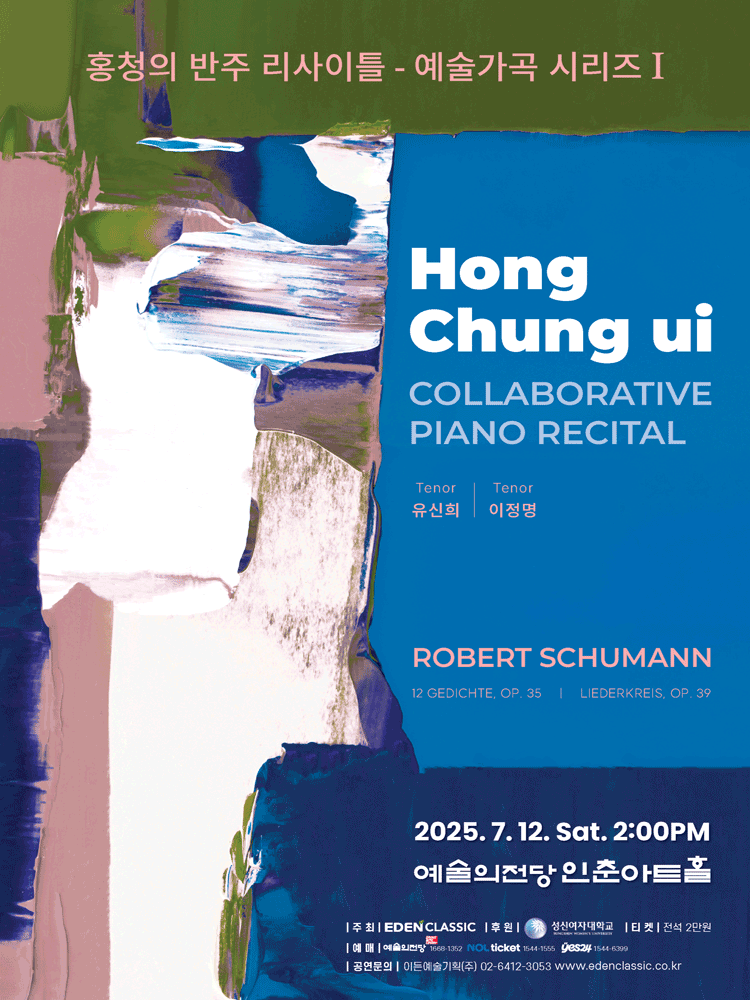 홍청의 반주 리사이틀 - 예술가곡 시리즈 I
Hong
Chung ui
COLLABORATIVE
PIANO RECITAL
Tenor | Tenor
유신희 | 이정명
ROBERT SCHUMANN
12 GEDICHTE, OP. 35 | LIEDERKREIS, OP. 39
2025. 7. 12. Sat. 2:00PM
예술의전당 인춘아트홀
| 주 최 | EDEN CLASSIC | 후 원 | 성신여자대학교 SUNGSHIN WOMEN'S UNIVERSITY | 티 켓 | 전석 2만원
| 예 매 | 예술의전당 1668-1352 NOL ticket 1544-1555 yes24 1544-6399
| 공연문의 | 이든예술기획(주) 02-6412-3053 www.edenclassic.co.kr